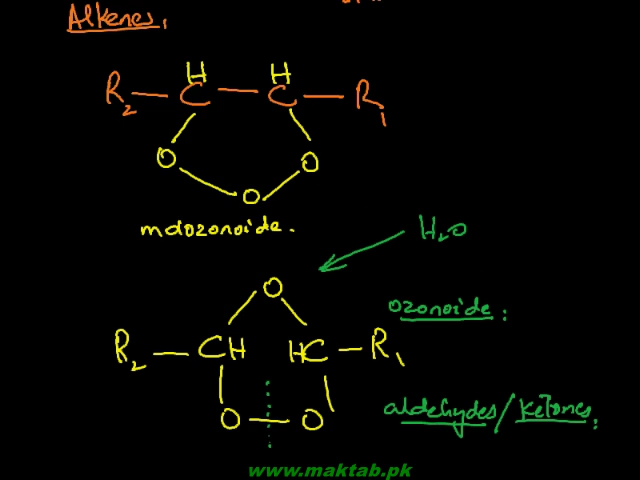 Alkenes.
H H
R2 — C — C — R1
O O
O
molozonoide.
H2O
O
ozonoide:
R2 — CH HC — R1
O — O
aldehydes/Ketones.
www.maktab.pk